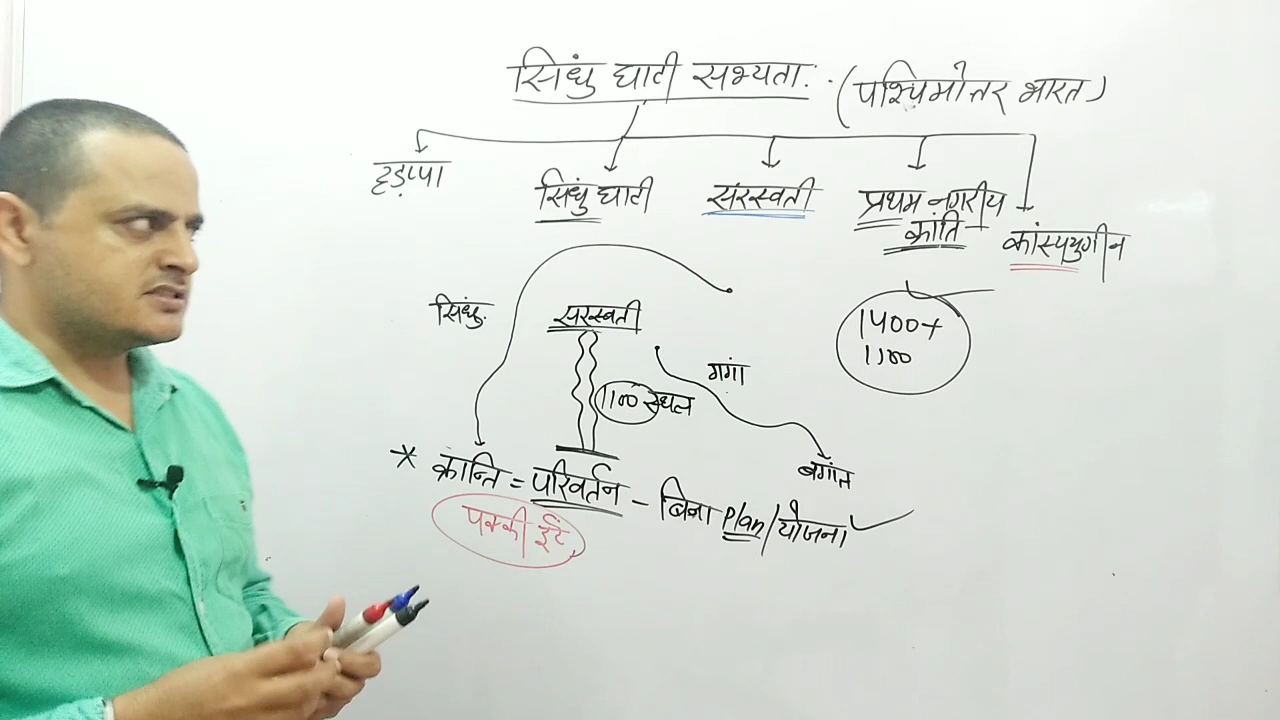 सिंधु घाटी सभ्यता: (पश्चिमोत्तर भारत)
हड़प्पा
सिंधु घाटी
सरस्वती
प्रथम नगरीय
क्रांति
कांस्ययुगीन
सिंधु
सरस्वती
1400+
1100
गंगा
1100 स्थल
बंगाल
* क्रान्ति = परिवर्तन - बिना Plan/योजना
पक्की ईंटें